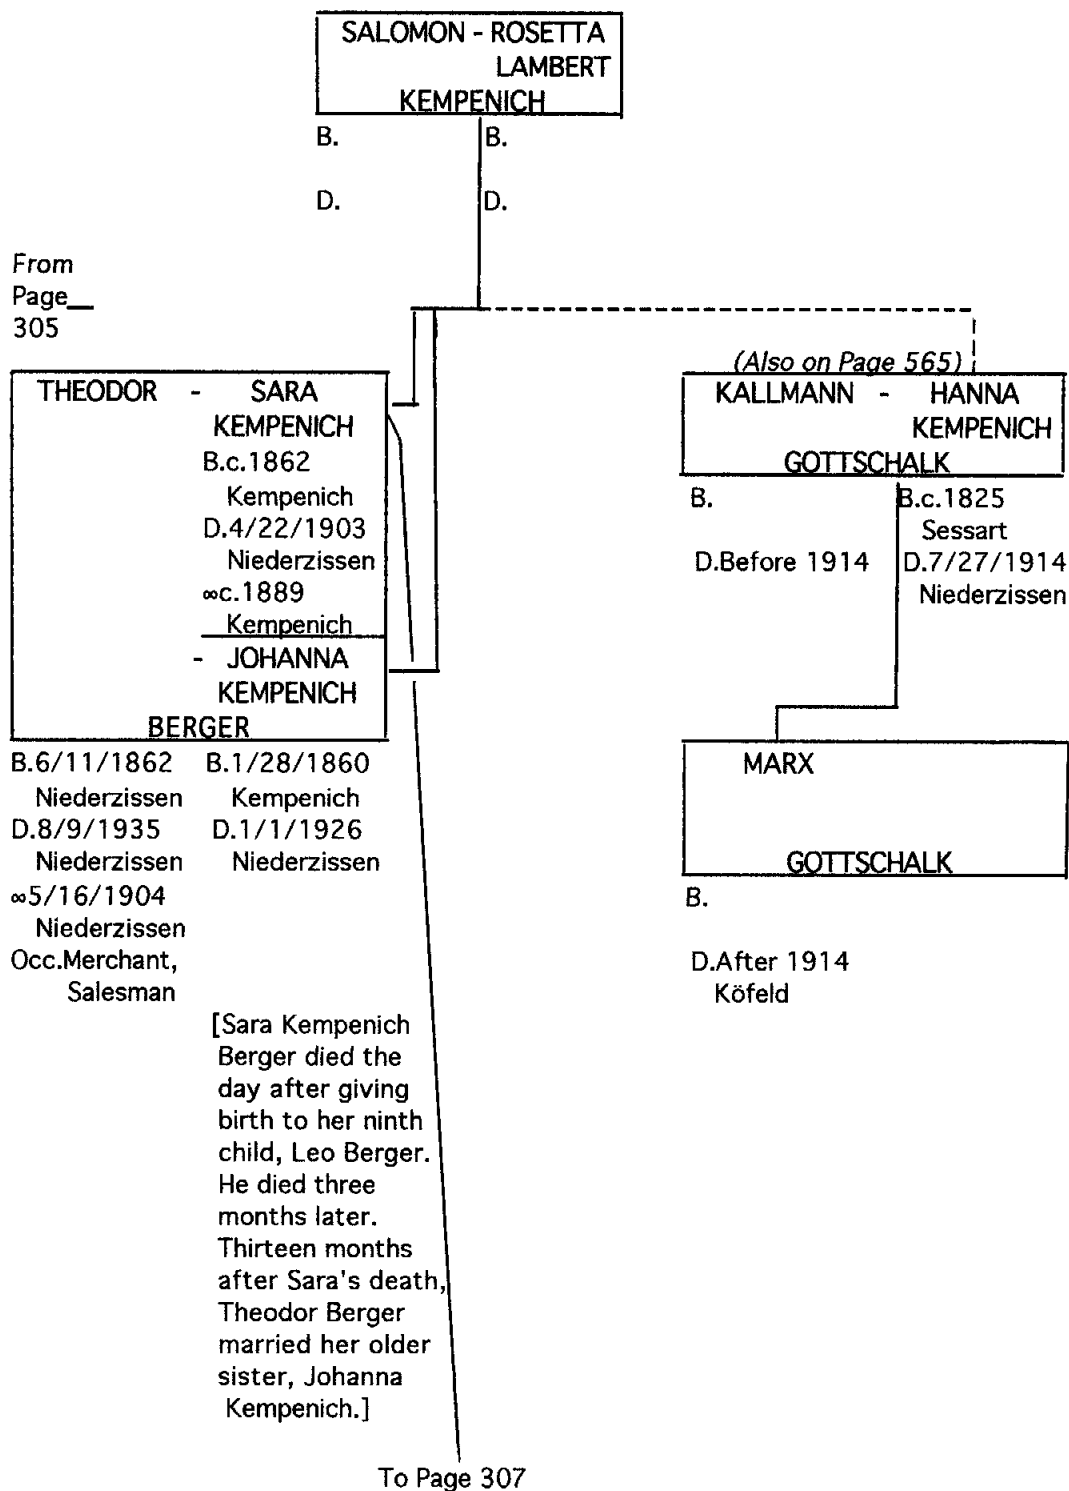 SALOMON - ROSETTA
LAMBERT
KEMPENICH
B. B.
D. D.
From
Page__
305
THEODOR - SARA
KEMPENICH
B.c.1862
Kempenich
D.4/22/1903
Niederzissen
∞c.1889
Kempenich
- JOHANNA
KEMPENICH
BERGER
B.6/11/1862 B.1/28/1860
Niederzissen Kempenich
D.8/9/1935 D.1/1/1926
Niederzissen Niederzissen
∞5/16/1904
Niederzissen
Occ.Merchant,
Salesman
[Sara Kempenich
Berger died the
day after giving
birth to her ninth
child, Leo Berger.
He died three
months later.
Thirteen months
after Sara's death,
Theodor Berger
married her older
sister, Johanna
Kempenich.]
To Page 307
(Also on Page 565)
KALLMANN - HANNA
KEMPENICH
GOTTSCHALK
B. B.c.1825
Sessart
D.Before 1914 D.7/27/1914
Niederzissen
MARX
GOTTSCHALK
B.
D.After 1914
Köfeld